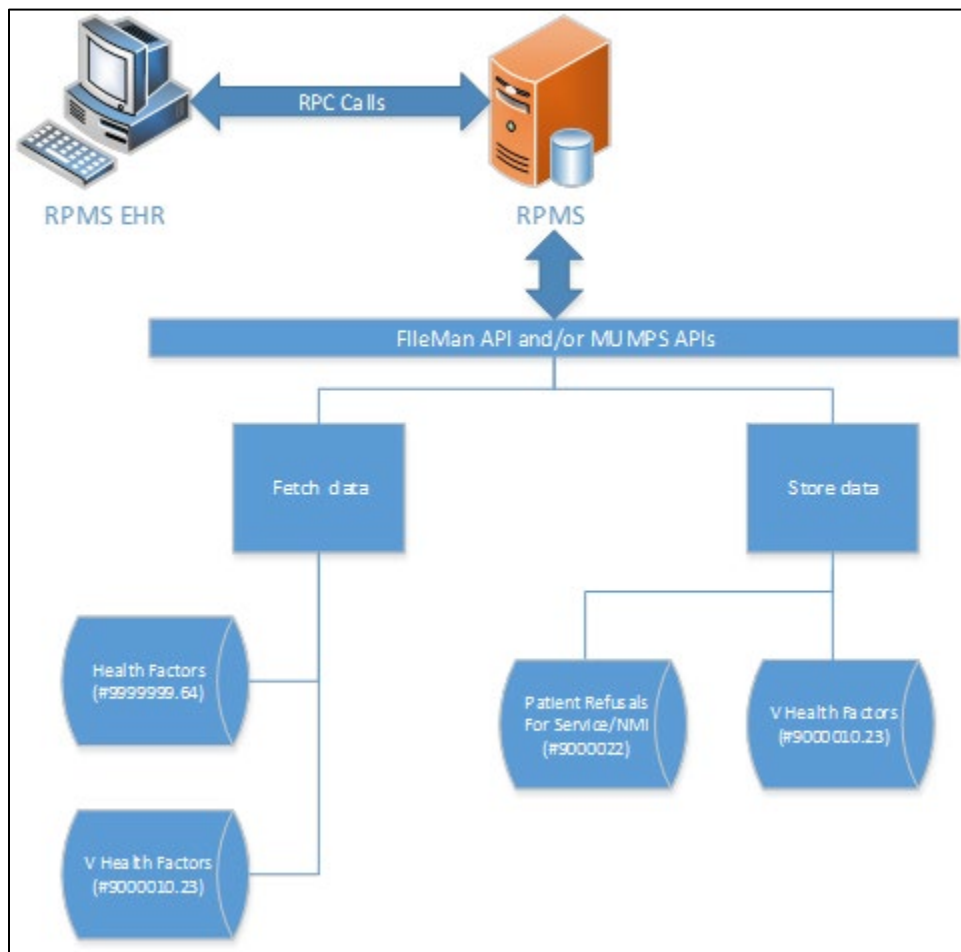 RPC Calls
RPMS EHR
RPMS
FIleMan API and/or MUMPS APIs
Fetch data
Store data
Health Factors
(#9999999.64)
Patient Refusals
For Service/NMI
(#9000022)
V Health Factors
(#9000010.23)
V Health Factors
(#9000010.23)